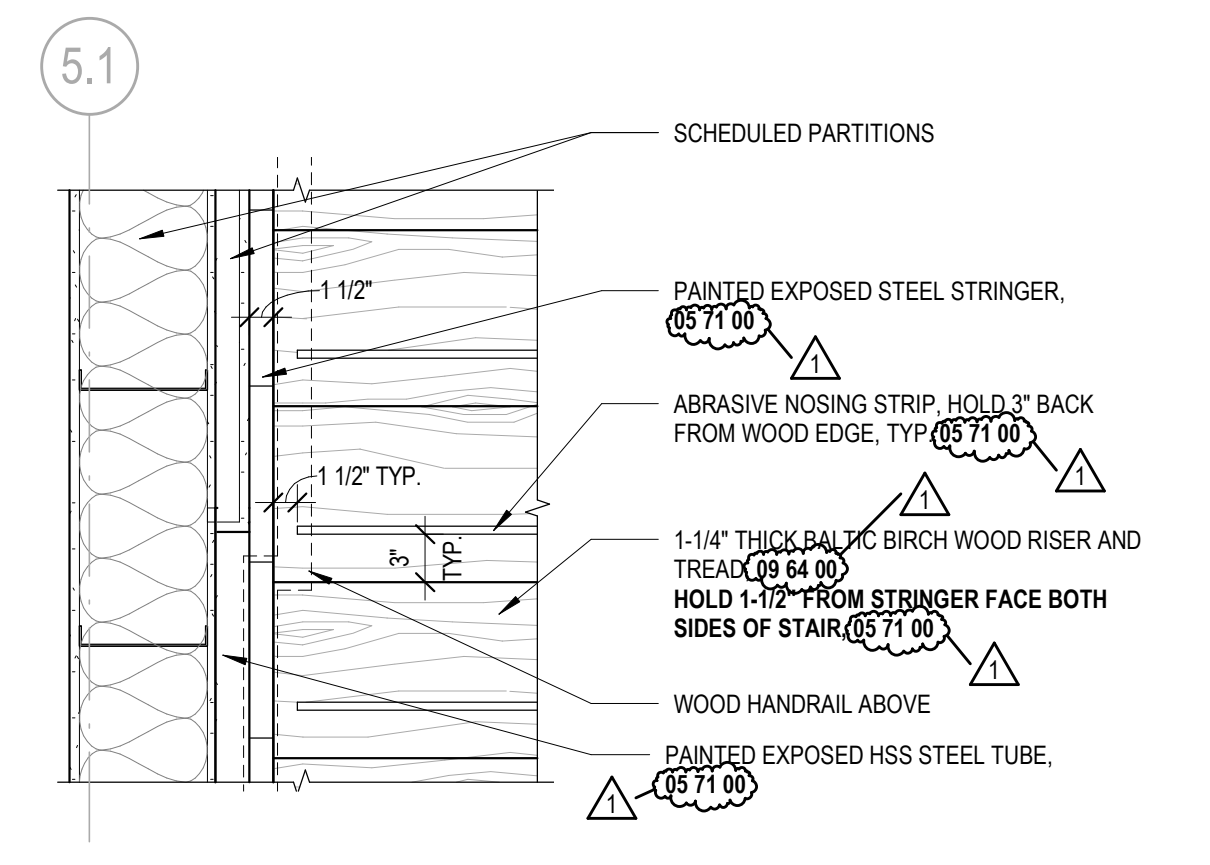 5.1
SCHEDULED PARTITIONS
1 1/2"
PAINTED EXPOSED STEEL STRINGER,
05 71 00
1
ABRASIVE NOSING STRIP, HOLD 3" BACK
FROM WOOD EDGE, TYP. 05 71 00
1
1 1/2" TYP.
1
3"
TYP.
1-1/4" THICK BALTIC BIRCH WOOD RISER AND
TREAD 09 64 00
HOLD 1-1/2" FROM STRINGER FACE BOTH
SIDES OF STAIR, 05 71 00
1
WOOD HANDRAIL ABOVE
PAINTED EXPOSED HSS STEEL TUBE,
05 71 00
1